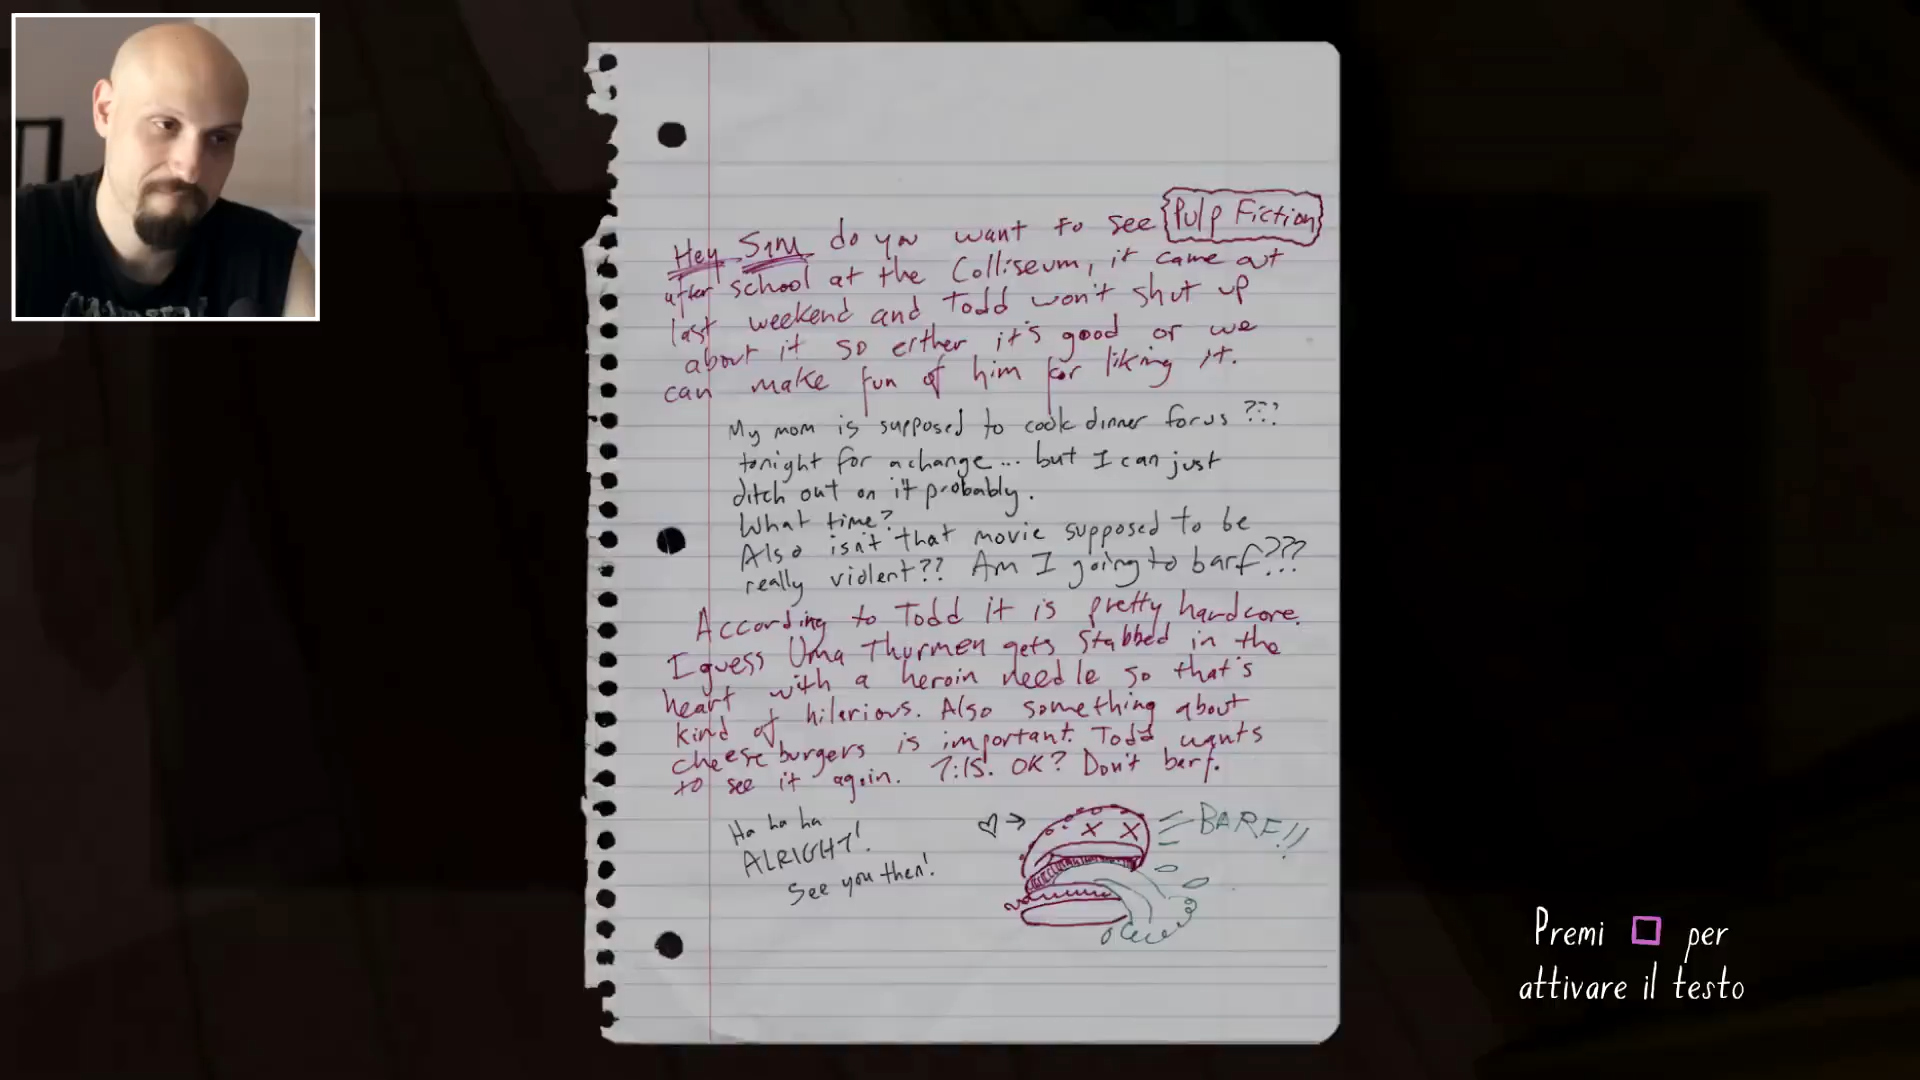 Hey Sam do you want to see Pulp Fiction
after school at the Colliseum, it came out
last weekend and Todd won't shut up
about it so either it's good or we
can make fun of him for liking it.
My mom is supposed to cook dinner for us ???
tonight for a change... but I can just
ditch out on it probably.
What time?
Also isn't that movie supposed to be
really violent?? Am I going to barf???
According to Todd it is pretty hardcore.
I guess Uma Thurmen gets stabbed in the
heart with a heroin needle so that's
kind of hilarious. Also something about
cheeseburgers is important. Todd wants
to see it again. 7:15. OK? Don't barf.
Ha ha ha
ALRIGHT!
See you then!
BARF!!
Premi □ per
attivare il testo